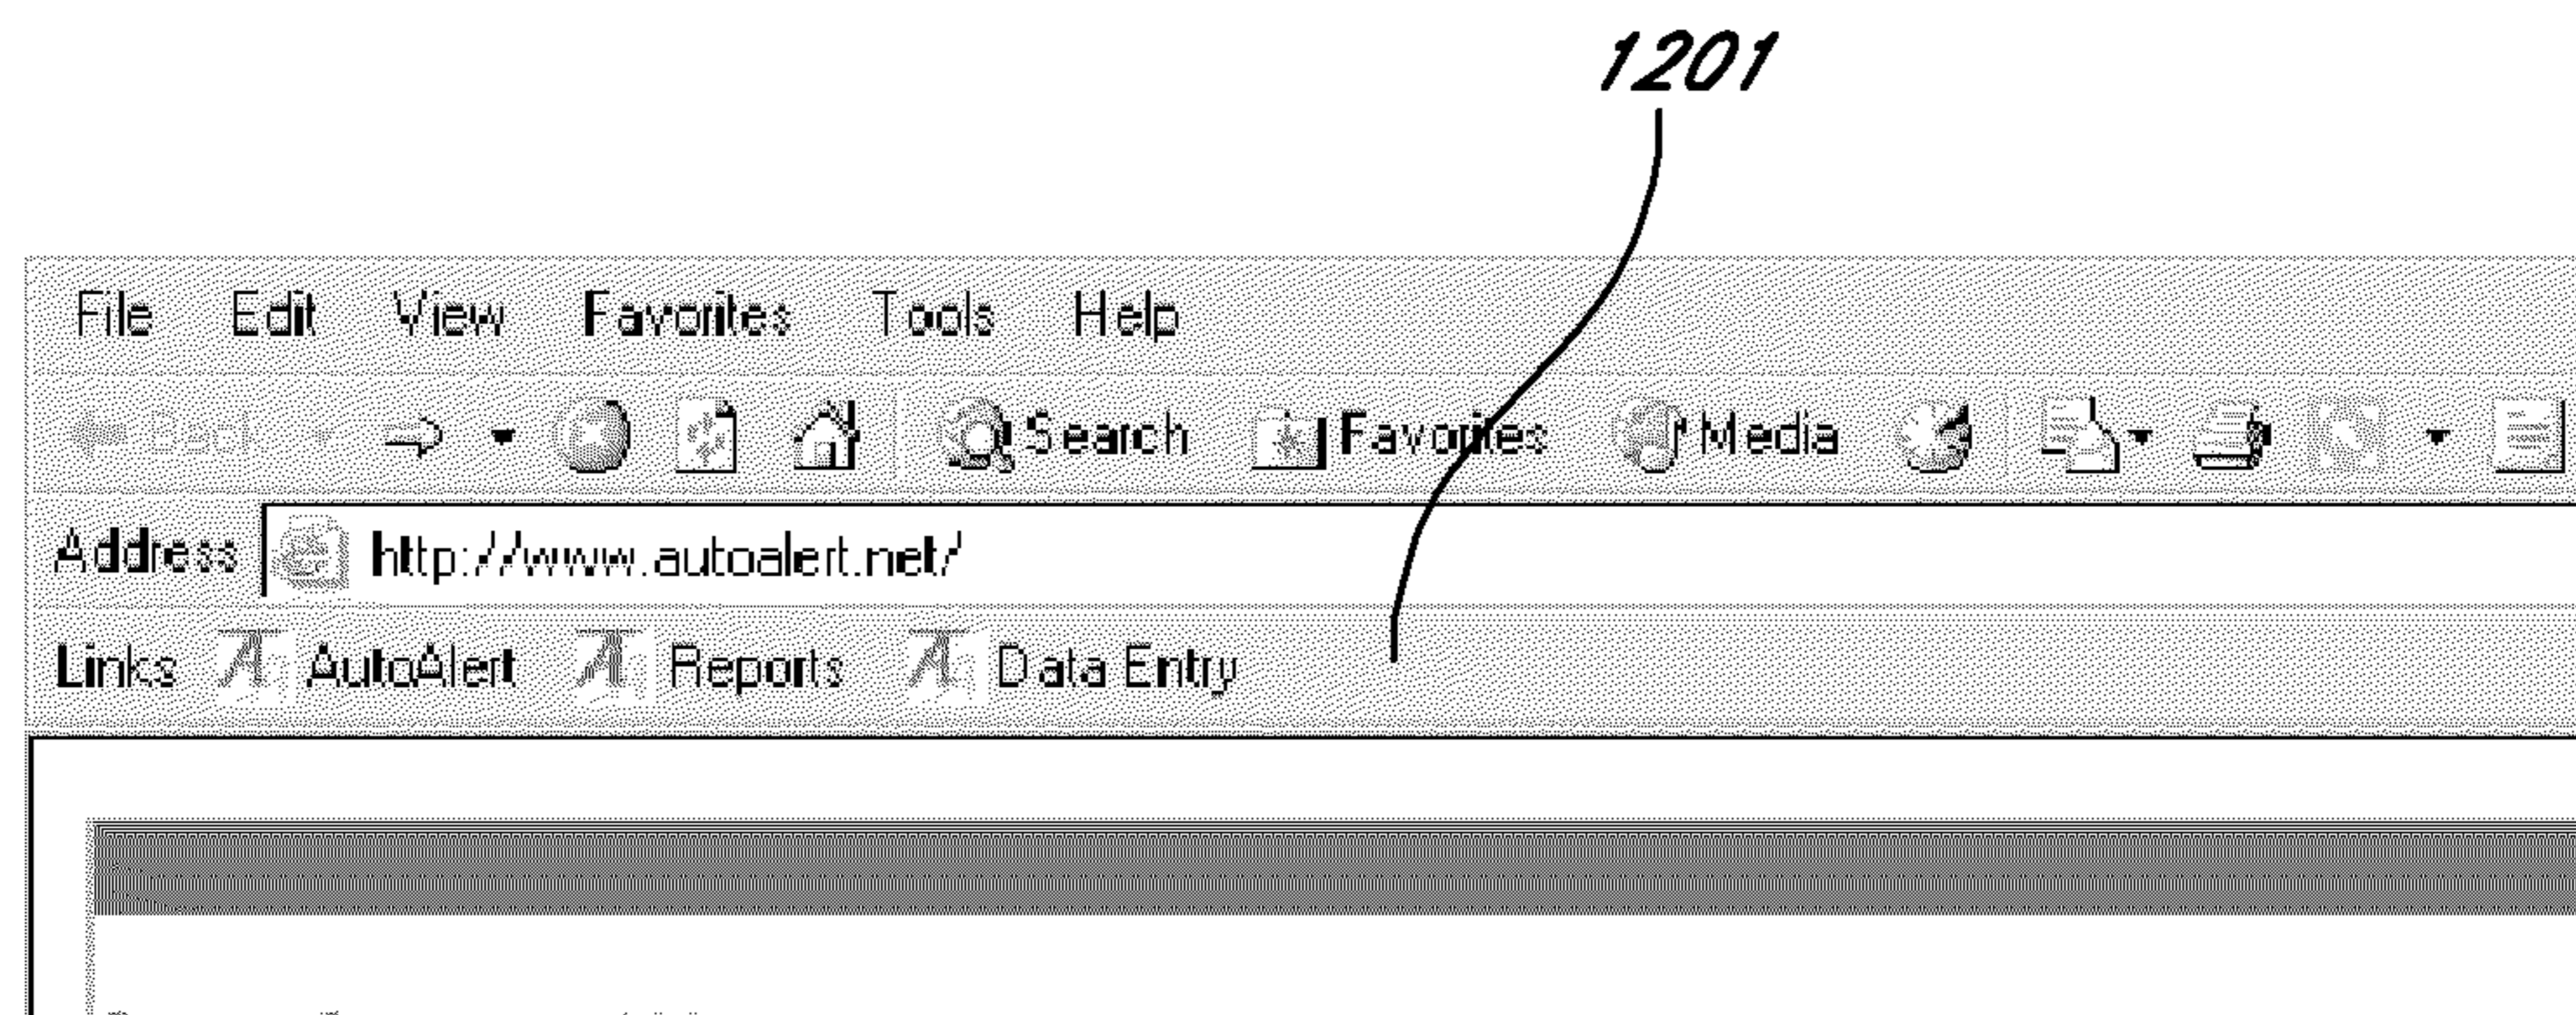 1201
File Edit View Favorites Tools Help
Back Search Favorites Media
Address http://www.autoalert.net/
Links AutoAlert Reports Data Entry